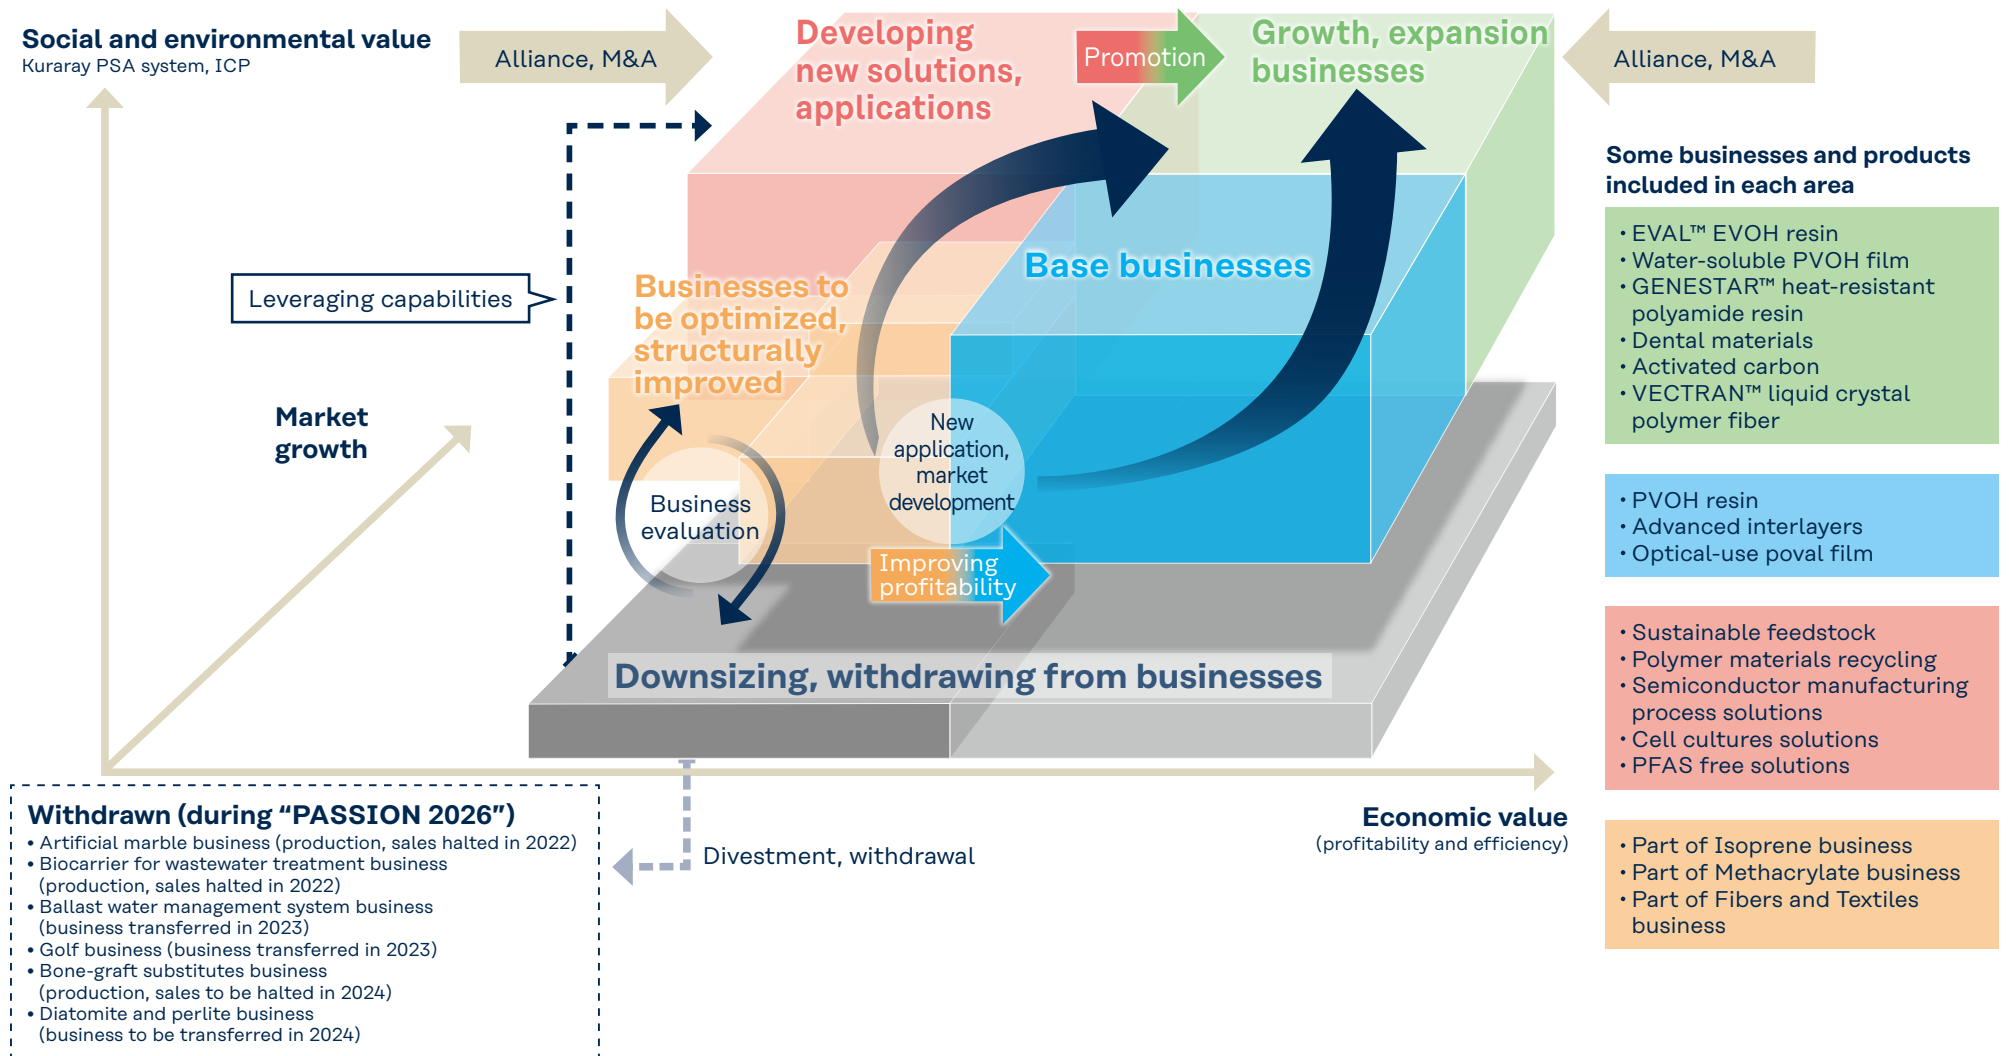 Social and environmental value
Kuraray PSA system, ICP
Alliance, M&A
Developing
new solutions,
applications
Promotion
Growth, expansion
businesses
Alliance, M&A
Leveraging capabilities
Market
growth
Businesses to
be optimized,
structurally
improved
Base businesses
New
application,
market
development
Business
evaluation
Improving
profitability
Downsizing, withdrawing from businesses
Some businesses and products
included in each area
• EVAL™ EVOH resin
• Water-soluble PVOH film
• GENESTAR™ heat-resistant
polyamide resin
• Dental materials
• Activated carbon
• VECTRAN™ liquid crystal
polymer fiber
• PVOH resin
• Advanced interlayers
• Optical-use poval film
• Sustainable feedstock
• Polymer materials recycling
• Semiconductor manufacturing
process solutions
• Cell cultures solutions
• PFAS free solutions
• Part of Isoprene business
• Part of Methacrylate business
• Part of Fibers and Textiles
business
Economic value
(profitability and efficiency)
Divestment, withdrawal
Withdrawn (during “PASSION 2026”)
• Artificial marble business (production, sales halted in 2022)
• Biocarrier for wastewater treatment business
(production, sales halted in 2022)
• Ballast water management system business
(business transferred in 2023)
• Golf business (business transferred in 2023)
• Bone-graft substitutes business
(production, sales to be halted in 2024)
• Diatomite and perlite business
(business to be transferred in 2024)